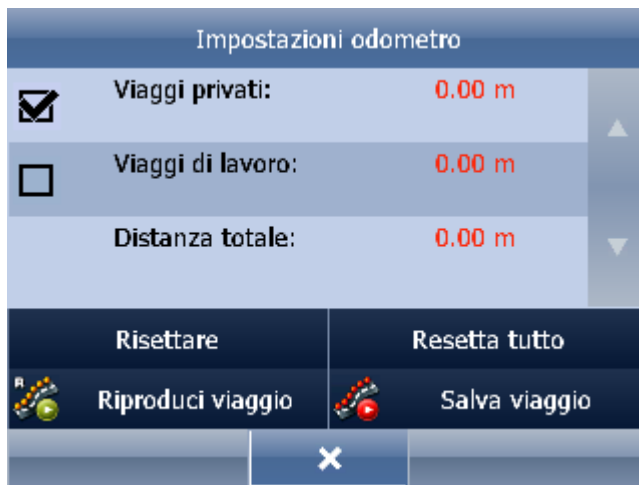 Impostazioni odometro
Viaggi privati: 0.00 m
Viaggi di lavoro: 0.00 m
Distanza totale: 0.00 m
Risettare Resetta tutto
R Riproduci viaggio Salva viaggio